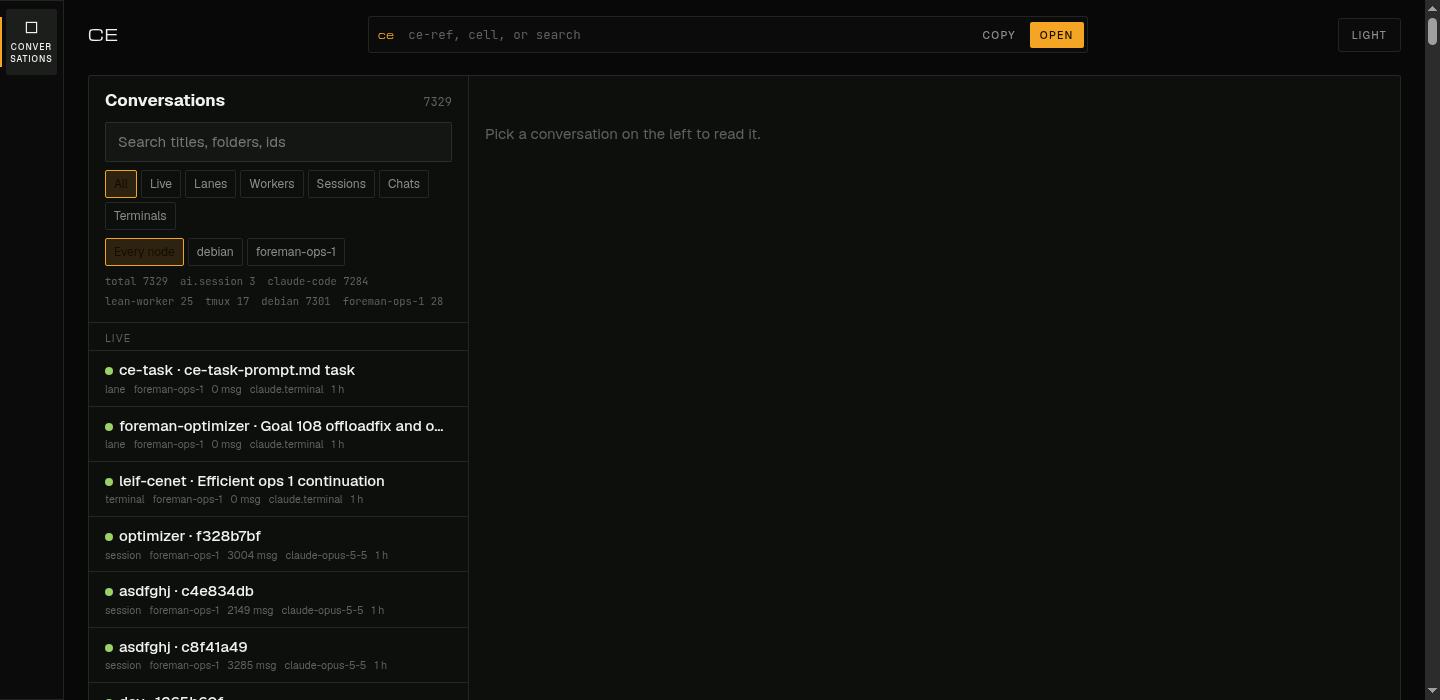 CONVER
SATIONS
CE
ce ce-ref, cell, or search COPY OPEN
LIGHT
Conversations 7329
Search titles, folders, ids
All Live Lanes Workers Sessions Chats
Terminals
Every node debian foreman-ops-1
total 7329 ai.session 3 claude-code 7284
lean-worker 25 tmux 17 debian 7301 foreman-ops-1 28
LIVE
ce-task · ce-task-prompt.md task
lane foreman-ops-1 0 msg claude.terminal 1 h
foreman-optimizer · Goal 108 offloadfix and o...
lane foreman-ops-1 0 msg claude.terminal 1 h
leif-cenet · Efficient ops 1 continuation
terminal foreman-ops-1 0 msg claude.terminal 1 h
optimizer · f328b7bf
session foreman-ops-1 3004 msg claude-opus-5-5 1 h
asdfghj · c4e834db
session foreman-ops-1 2149 msg claude-opus-5-5 1 h
asdfghj · c8f41a49
session foreman-ops-1 3285 msg claude-opus-5-5 1 h
Pick a conversation on the left to read it.